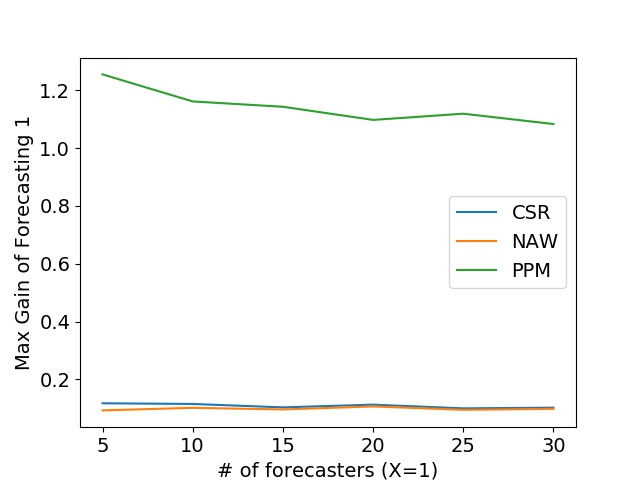 Max Gain of Forecasting 1
1.2
1.0
0.8
0.6
0.4
0.2
CSR
NAW
PPM
5 10 15 20 25 30
# of forecasters (X=1)